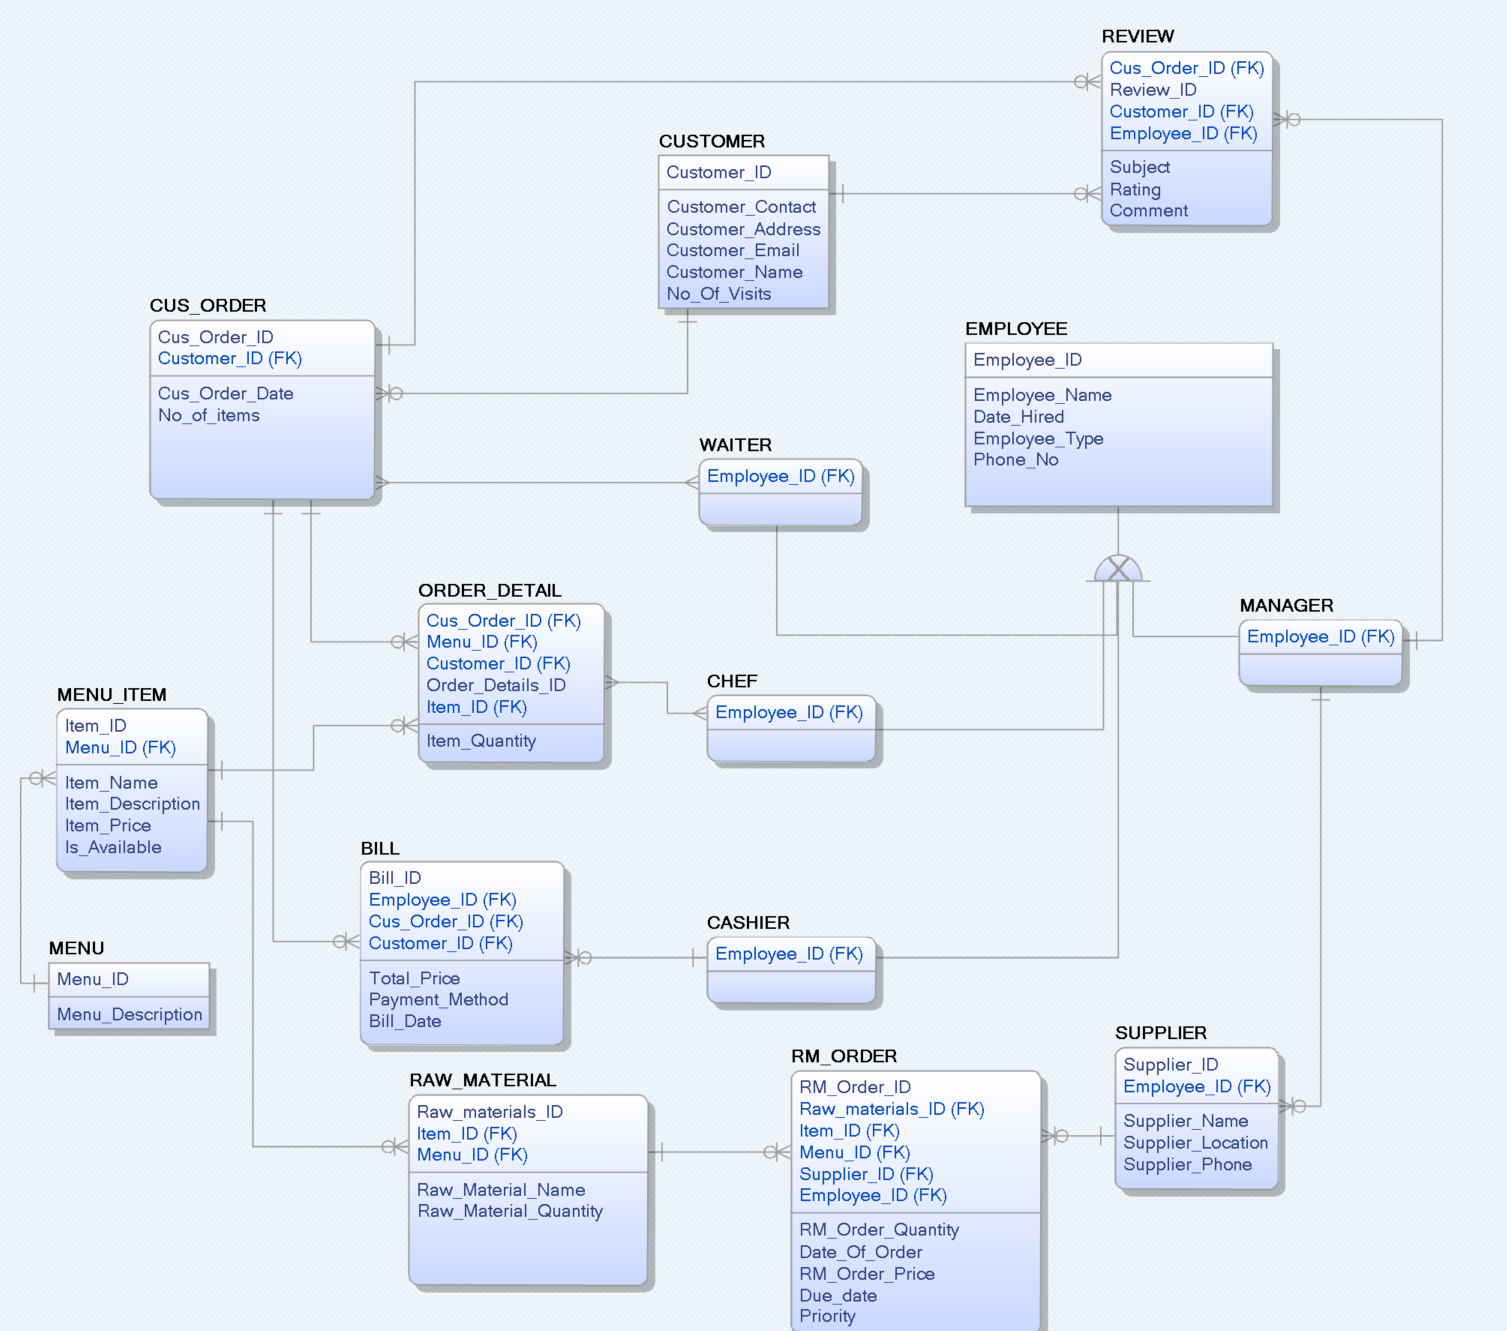 REVIEW
Cus_Order_ID (FK)
Review_ID
Customer_ID (FK)
Employee_ID (FK)
Subject
Rating
Comment
CUSTOMER
Customer_ID
Customer_Contact
Customer_Address
Customer_Email
Customer_Name
No_Of_Visits
CUS_ORDER
Cus_Order_ID
Customer_ID (FK)
Cus_Order_Date
No_of_items
EMPLOYEE
Employee_ID
Employee_Name
Date_Hired
Employee_Type
Phone_No
WAITER
Employee_ID (FK)
ORDER_DETAIL
Cus_Order_ID (FK)
Menu_ID (FK)
Customer_ID (FK)
Order_Details_ID
Item_ID (FK)
Item_Quantity
MANAGER
Employee_ID (FK)
CHEF
Employee_ID (FK)
MENU_ITEM
Item_ID
Menu_ID (FK)
Item_Name
Item_Description
Item_Price
Is_Available
BILL
Bill_ID
Employee_ID (FK)
Cus_Order_ID (FK)
Customer_ID (FK)
Total_Price
Payment_Method
Bill_Date
CASHIER
Employee_ID (FK)
MENU
Menu_ID
Menu_Description
SUPPLIER
Supplier_ID
Employee_ID (FK)
Supplier_Name
Supplier_Location
Supplier_Phone
RM_ORDER
RM_Order_ID
Raw_materials_ID (FK)
Item_ID (FK)
Menu_ID (FK)
Supplier_ID (FK)
Employee_ID (FK)
RM_Order_Quantity
Date_Of_Order
RM_Order_Price
Due_date
Priority
RAW_MATERIAL
Raw_materials_ID
Item_ID (FK)
Menu_ID (FK)
Raw_Material_Name
Raw_Material_Quantity